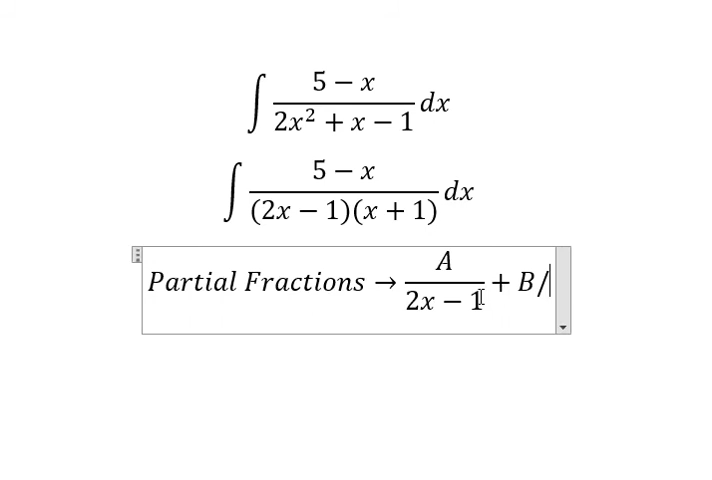 ∫ (5 − x)/(2x² + x − 1) dx
∫ (5 − x)/((2x − 1)(x + 1)) dx
Partial Fractions → A/(2x − 1) + B/